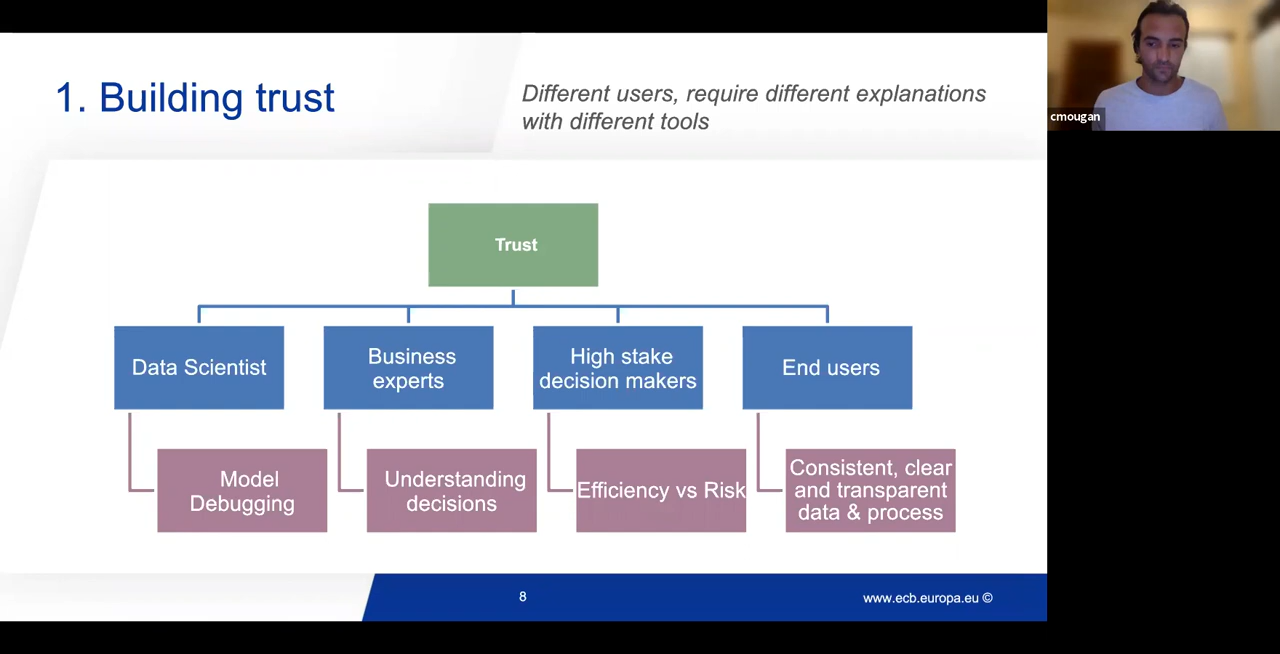 1. Building trust
Different users, require different explanations
with different tools
cmougan
Trust
Data Scientist
Business
experts
High stake
decision makers
End users
Model
Debugging
Understanding
decisions
Efficiency vs Risk
Consistent, clear
and transparent
data & process
8
www.ecb.europa.eu ©